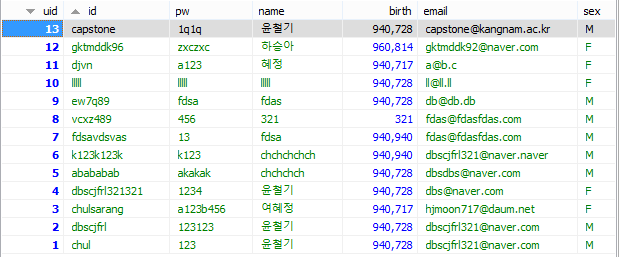 uid id pw name birth email sex
13 capstone 1q1q 윤철기 940,728 capstone@kangnam.ac.kr M
12 gktmddk96 zxczxc 하승아 960,814 gktmddk92@naver.com F
11 djvn a123 혜정 940,717 a@b.c F
10 lllll lllll lllll 940,728 ll@ll.ll F
9 ew7q89 fdsa fdas 940,728 db@db.db M
8 vcxz489 456 321 321 fdas@fdasfdas.com M
7 fdsavdsvas 13 fdsa 940,940 fdas@fdasfdas.com M
6 k123k123k k123 chchchchch 940,940 dbscjfrl321@naver.naver M
5 abababab akakak chchchchch 940,728 dbsdbs@naver.com M
4 dbscjfrl321321 1234 윤철기 940,728 dbs@naver.com F
3 chulsarang a123b456 여혜정 940,717 hjmoon717@daum.net F
2 dbscjfrl 123123 윤철기 940,728 dbscjfrl321@naver.com M
1 chul 123 윤철기 940,728 dbscjfrl321@naver.com M